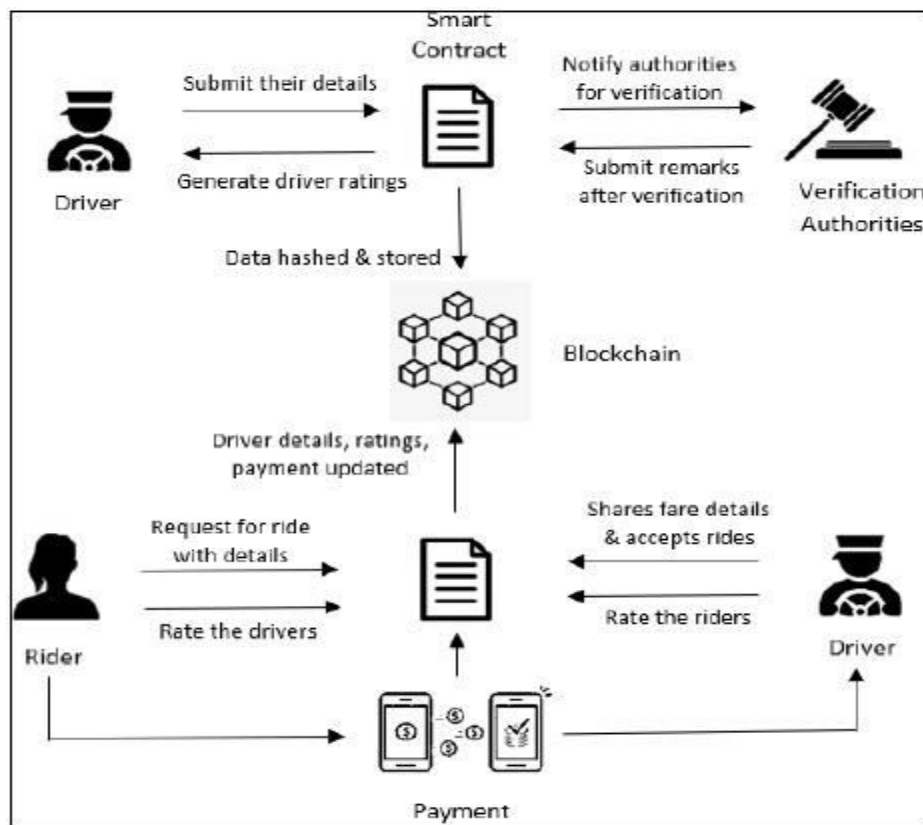 Smart
Contract
Submit their details
Notify authorities
for verification
Generate driver ratings
Submit remarks
after verification
Driver
Verification
Authorities
Data hashed & stored
Blockchain
Driver details, ratings,
payment updated
Request for ride
with details
Shares fare details
& accepts rides
Rate the drivers
Rate the riders
Rider
Driver
Payment